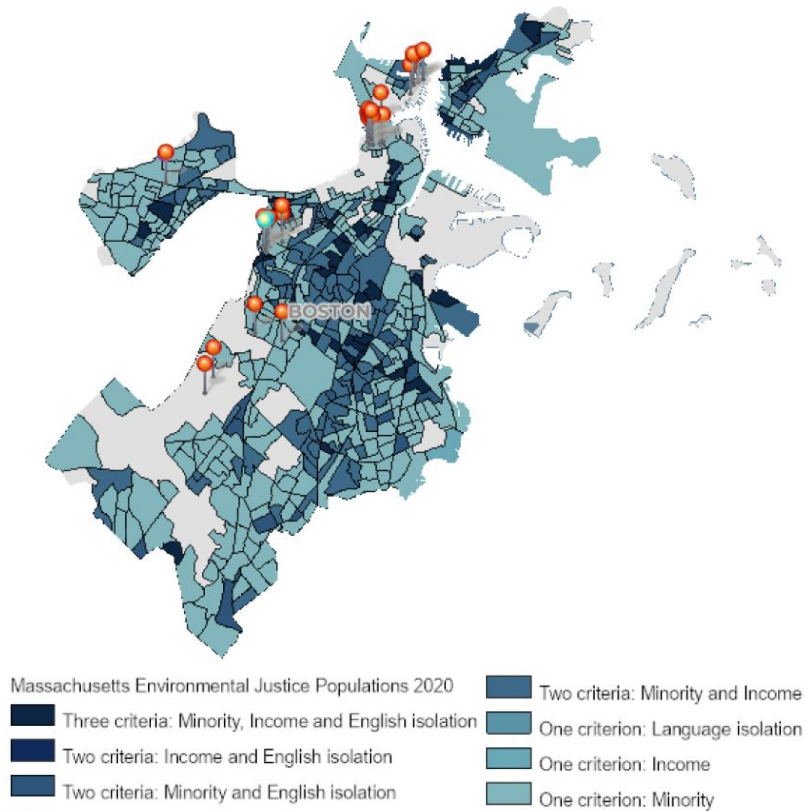 BOSTON
Massachusetts Environmental Justice Populations 2020
Three criteria: Minority, Income and English isolation
Two criteria: Income and English isolation
Two criteria: Minority and English isolation
Two criteria: Minority and Income
One criterion: Language isolation
One criterion: Income
One criterion: Minority